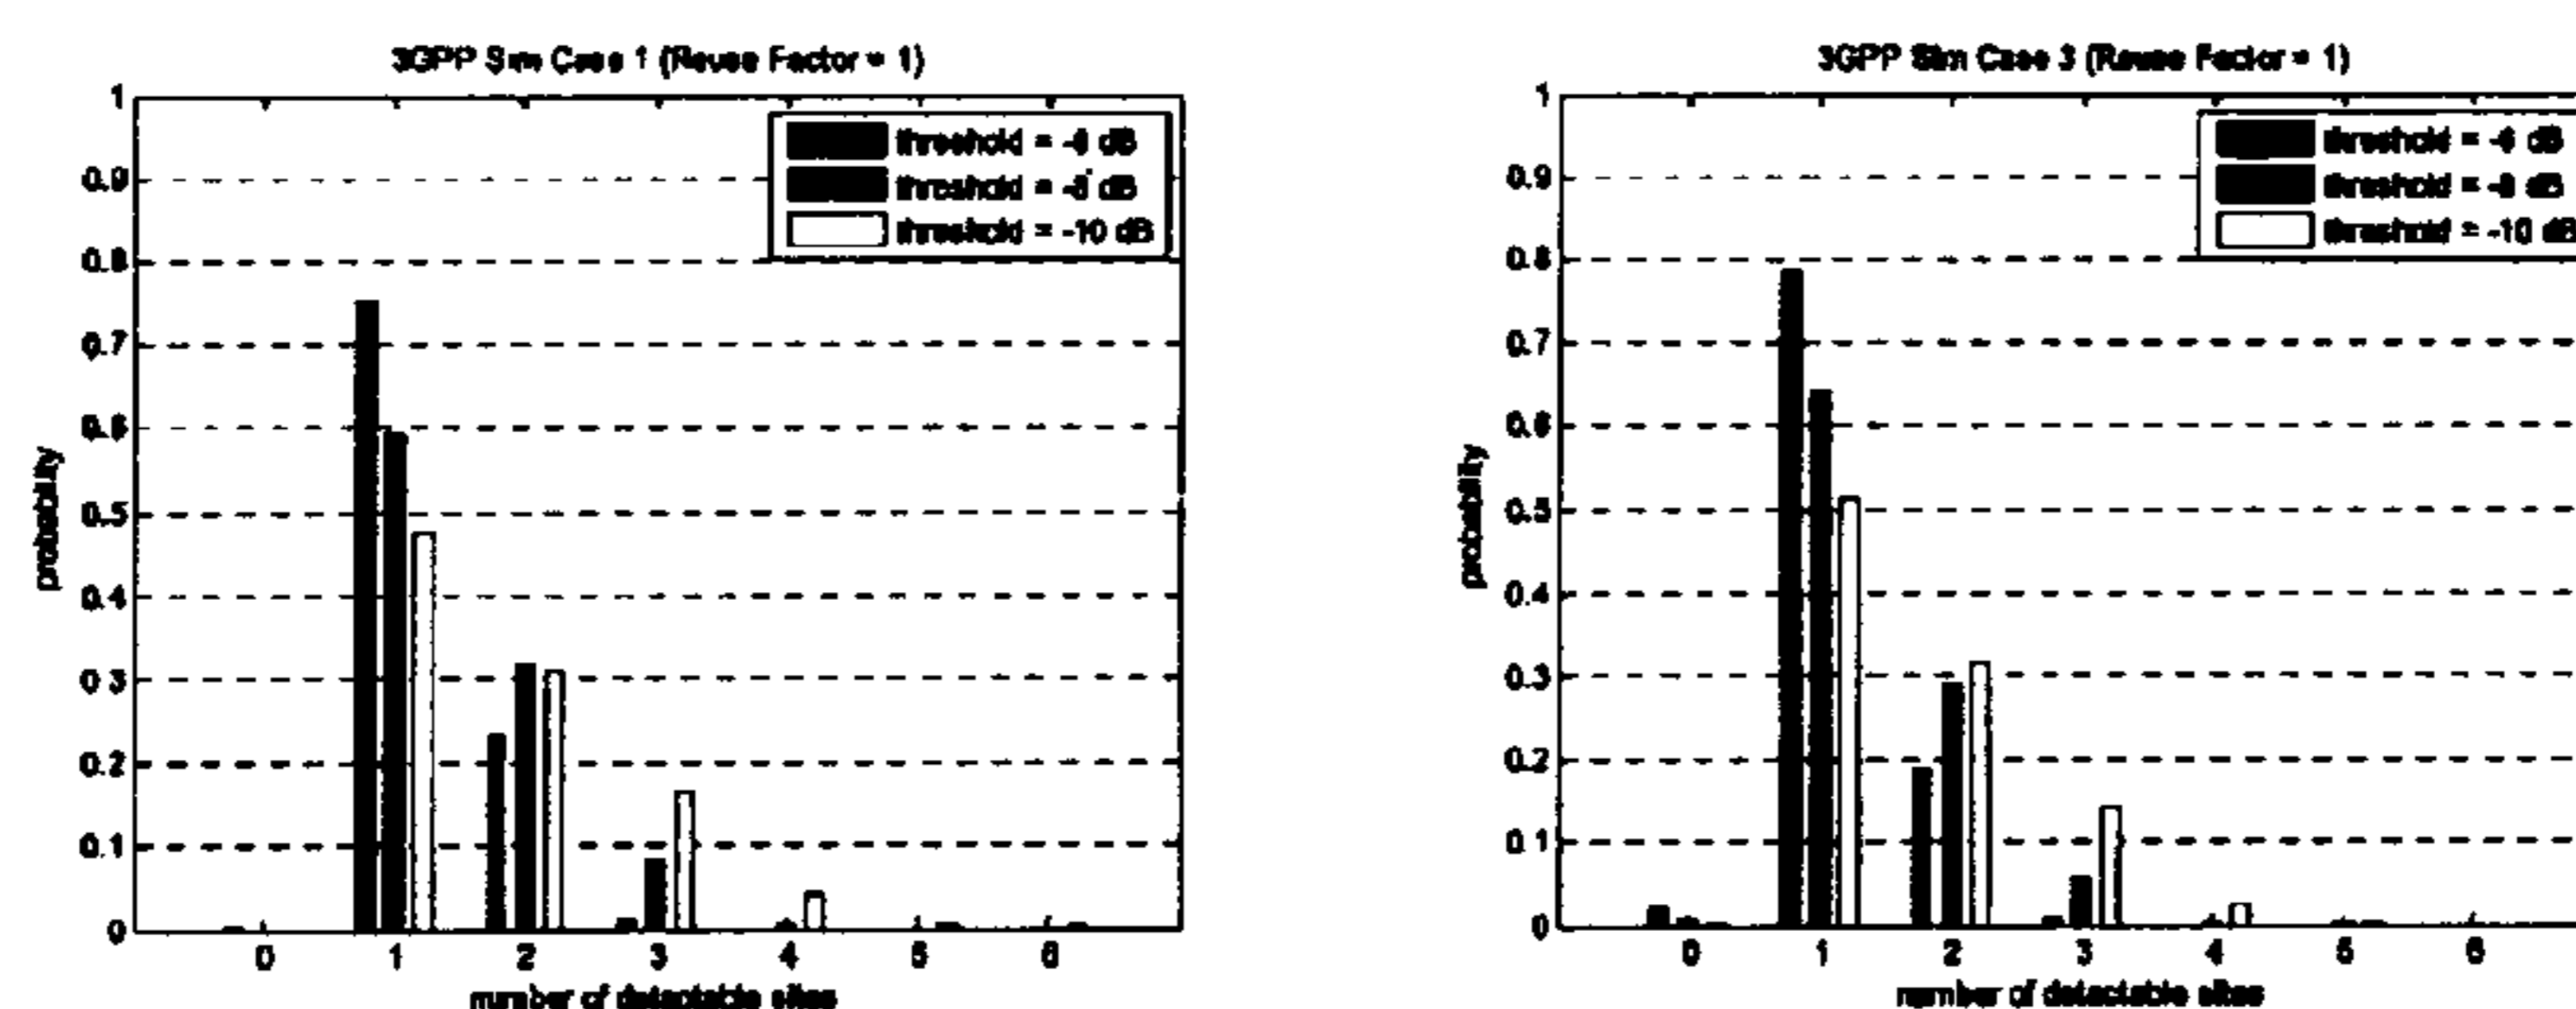 3GPP Sim Case 1 (Reuse Factor = 1)
1
0.9
0.8
0.7
0.6
0.5
0.4
0.3
0.2
0.1
0
probability
threshold = dB
threshold = dB
threshold = -10 dB
0 1 2 3 4 5 6
number of detectable sites
3GPP Sim Case 3 (Reuse Factor = 1)
1
0.9
0.8
0.7
0.6
0.5
0.4
0.3
0.2
0.1
0
probability
threshold = dB
threshold = -8 dB
threshold = -10 dB
0 1 2 3 4 5 6
number of detectable sites